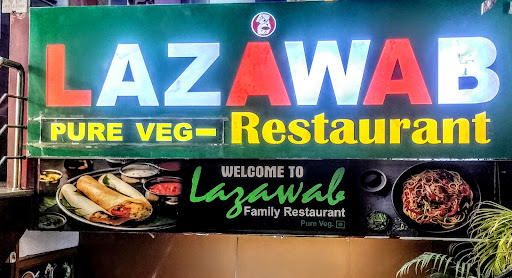 LAZAWAB
PURE VEG- Restaurant
WELCOME TO
Lazawab
Family Restaurant
Pure Veg.